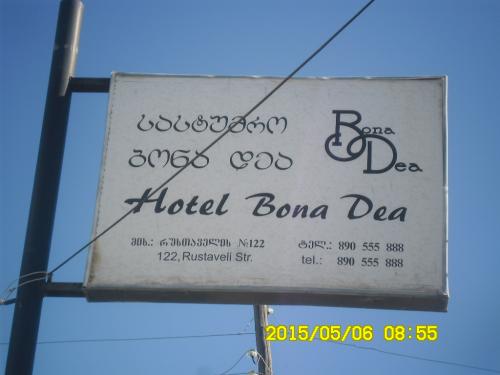 სასტუმრო
ბონა დეა
Bona Dea
Hotel Bona Dea
მის.: რუსთაველის №122
122, Rustaveli Str.
ტელ.: 890 555 888
tel.: 890 555 888
2015/05/06 08:55